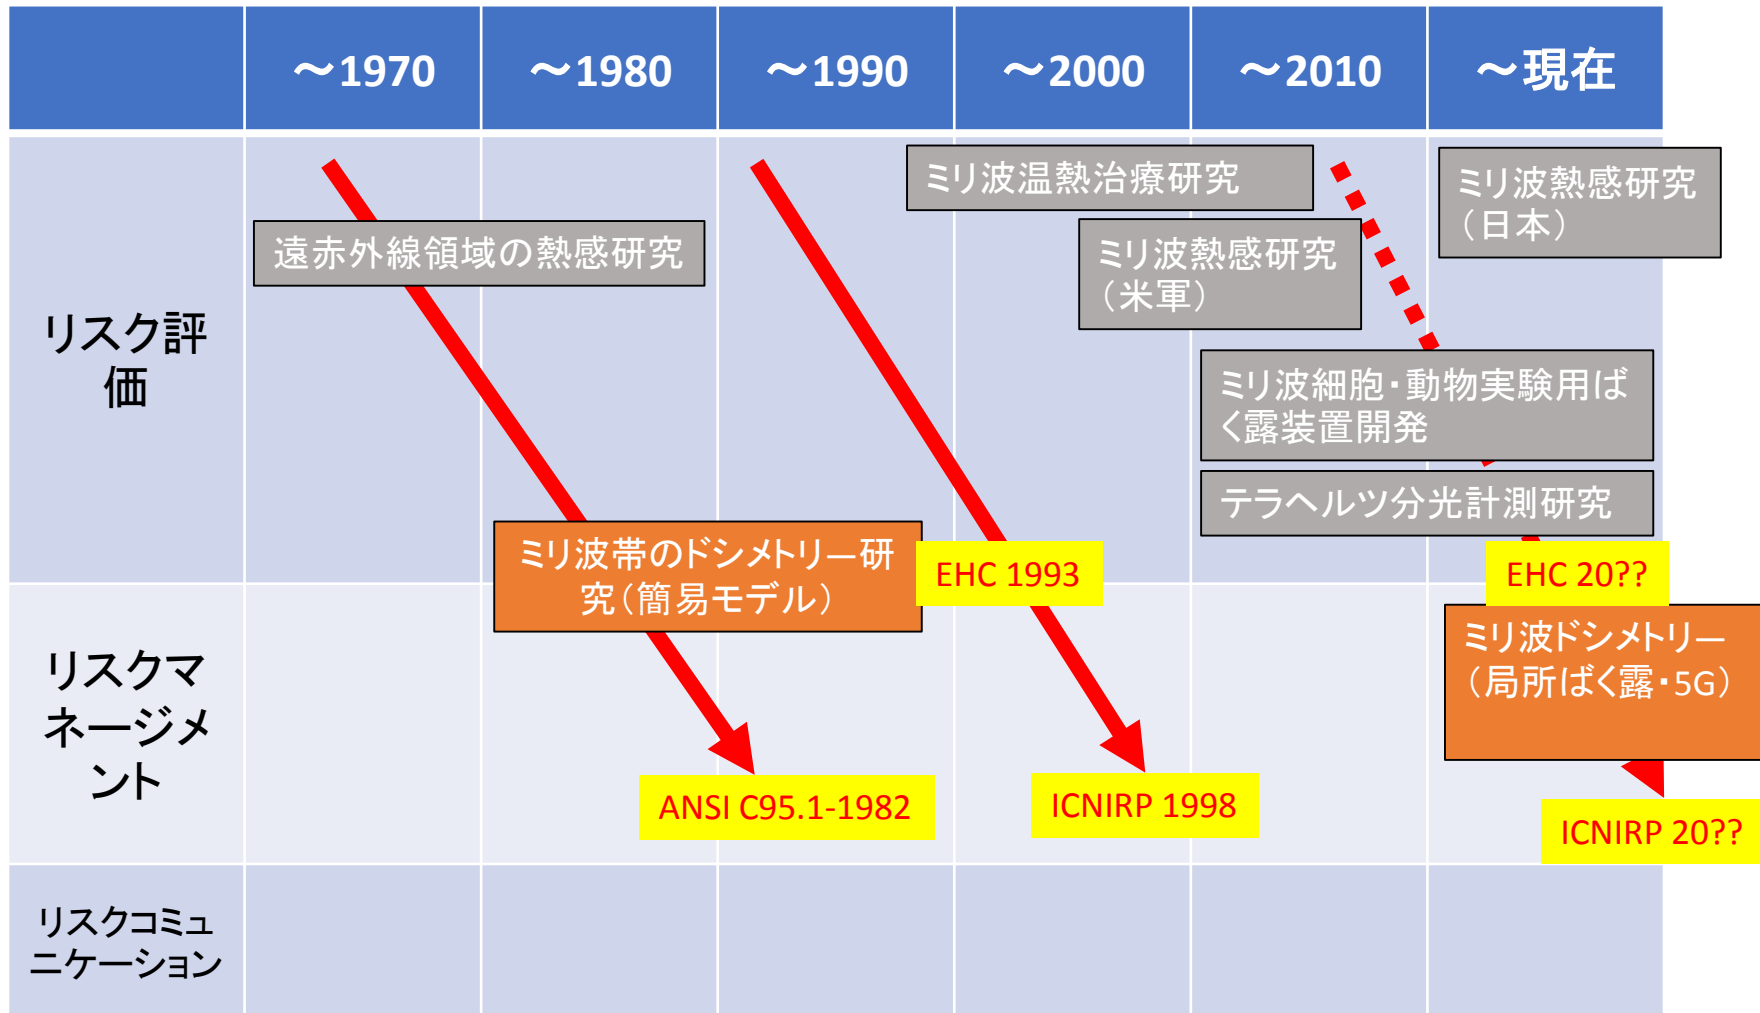 ～1970
～1980
～1990
～2000
～2010
～現在
リスク評
価
遠赤外線領域の熱感研究
ミリ波温熱治療研究
ミリ波熱感研究
（米軍）
ミリ波熱感研究
（日本）
ミリ波細胞・動物実験用ば
く露装置開発
テラヘルツ分光計測研究
ミリ波帯のドシメトリー研
究（簡易モデル）
EHC 1993
EHC 20??
リスクマ
ネージメ
ント
ミリ波ドシメトリー
（局所ばく露・5G）
ANSI C95.1-1982
ICNIRP 1998
ICNIRP 20??
リスクコミュ
ニケーション